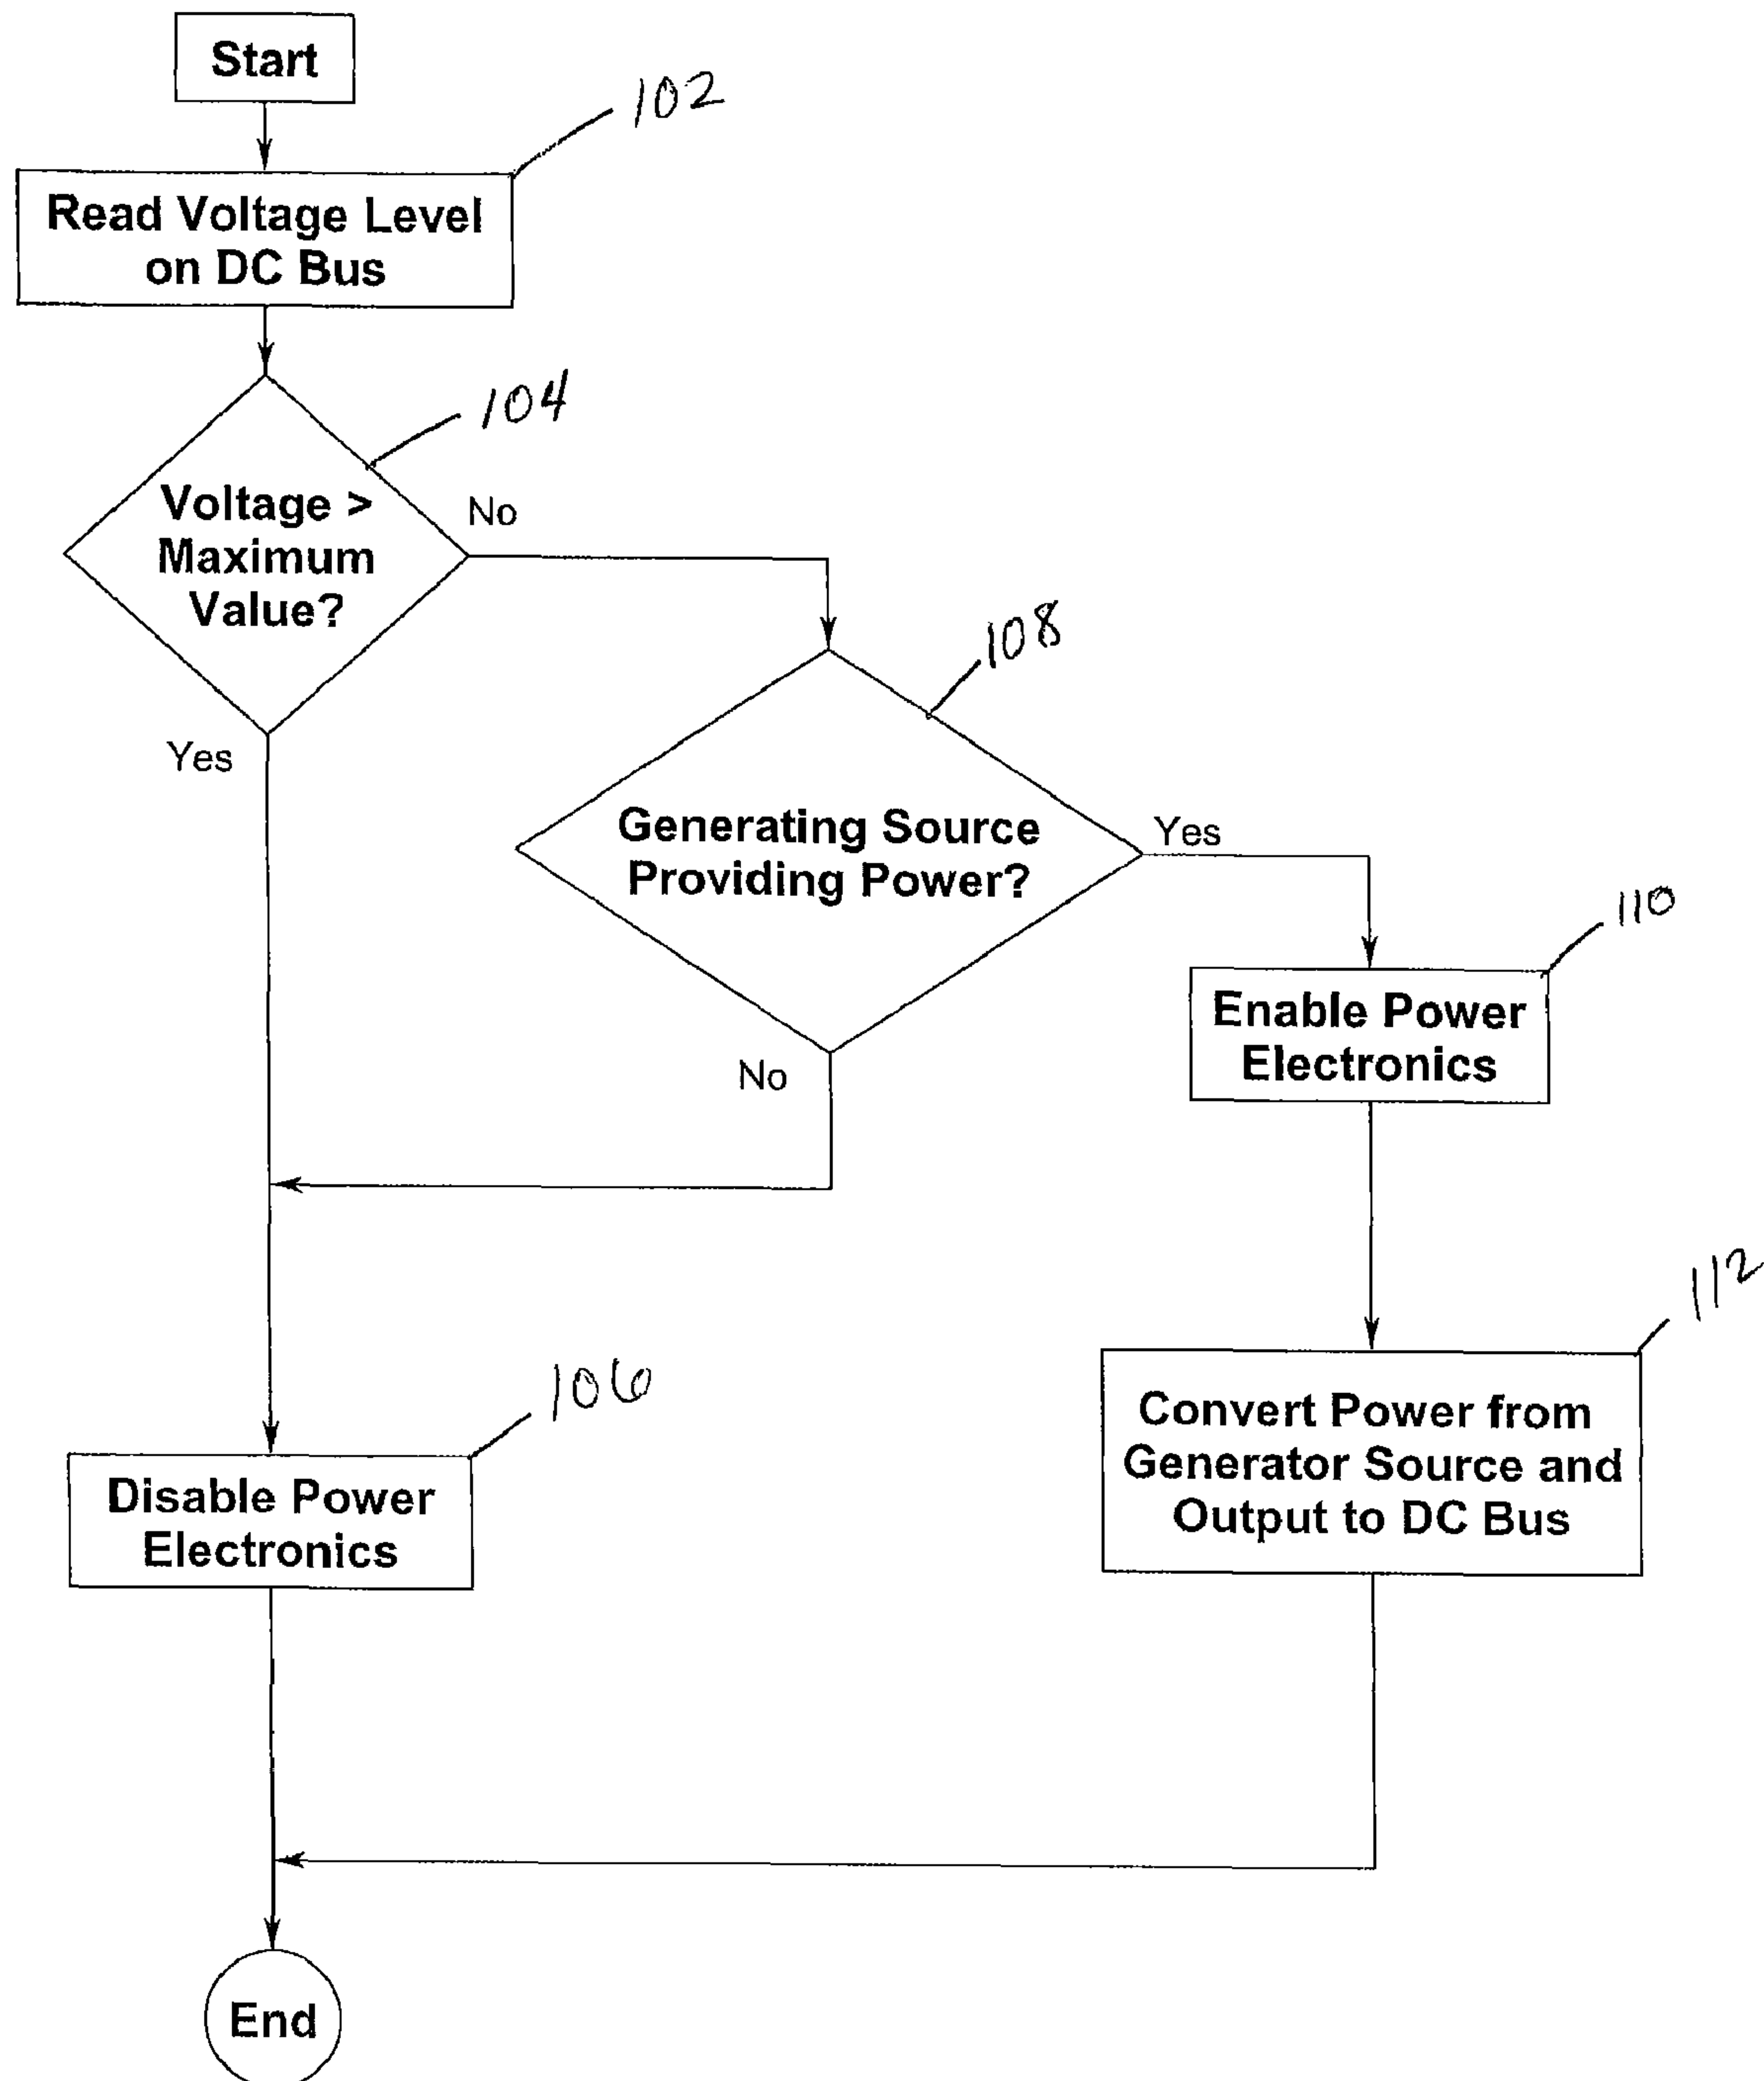 Start
102
Read Voltage Level
on DC Bus
104
Voltage >
Maximum
Value?
No
Yes
108
Generating Source
Providing Power?
Yes
No
110
Enable Power
Electronics
112
Convert Power from
Generator Source and
Output to DC Bus
106
Disable Power
Electronics
End